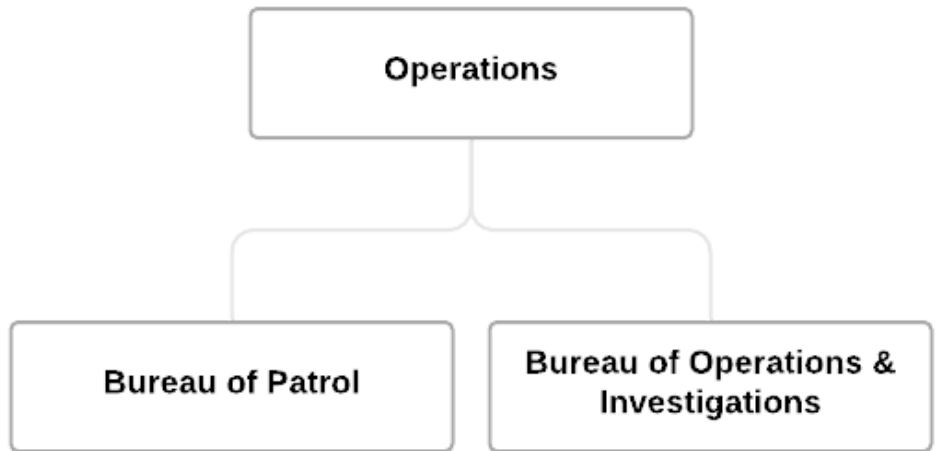 Operations
Bureau of Patrol
Bureau of Operations &
Investigations